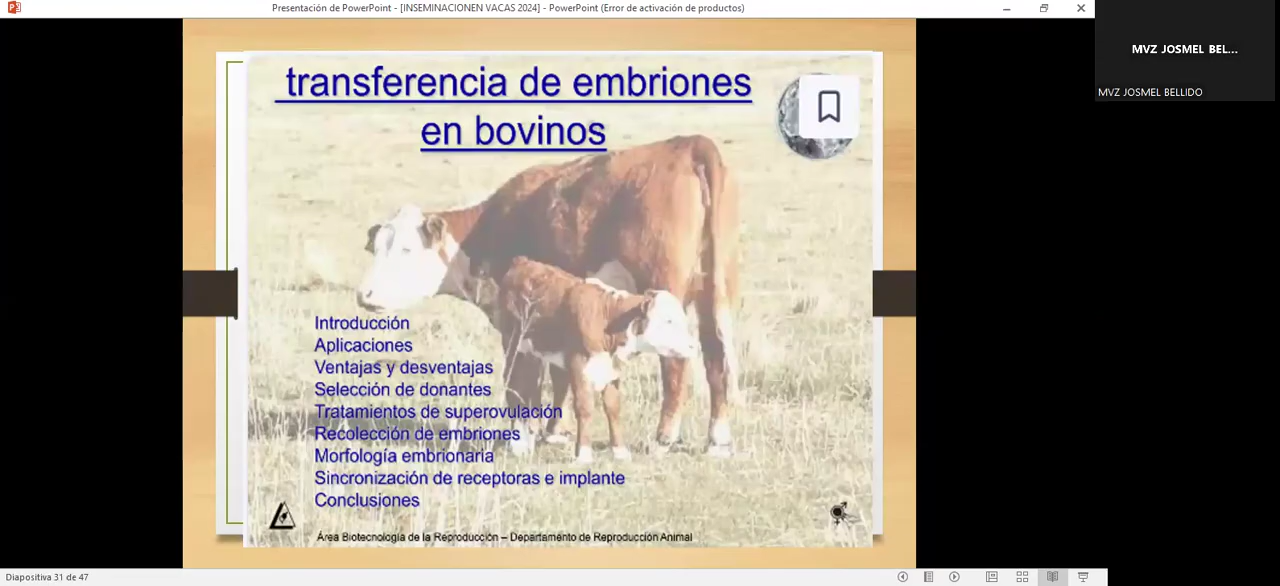 Presentación de PowerPoint - [INSEMINACIONEN VACAS 2024] - PowerPoint (Error de activación de productos)
MVZ JOSMEL BEL...
MVZ JOSMEL BELLIDO
transferencia de embriones
en bovinos
Introducción
Aplicaciones
Ventajas y desventajas
Selección de donantes
Tratamientos de superovulación
Recolección de embriones
Morfología embrionaria
Sincronización de receptoras e implante
Conclusiones
Área Biotecnología de la Reproducción – Departamento de Reproducción Animal
Diapositiva 31 de 47